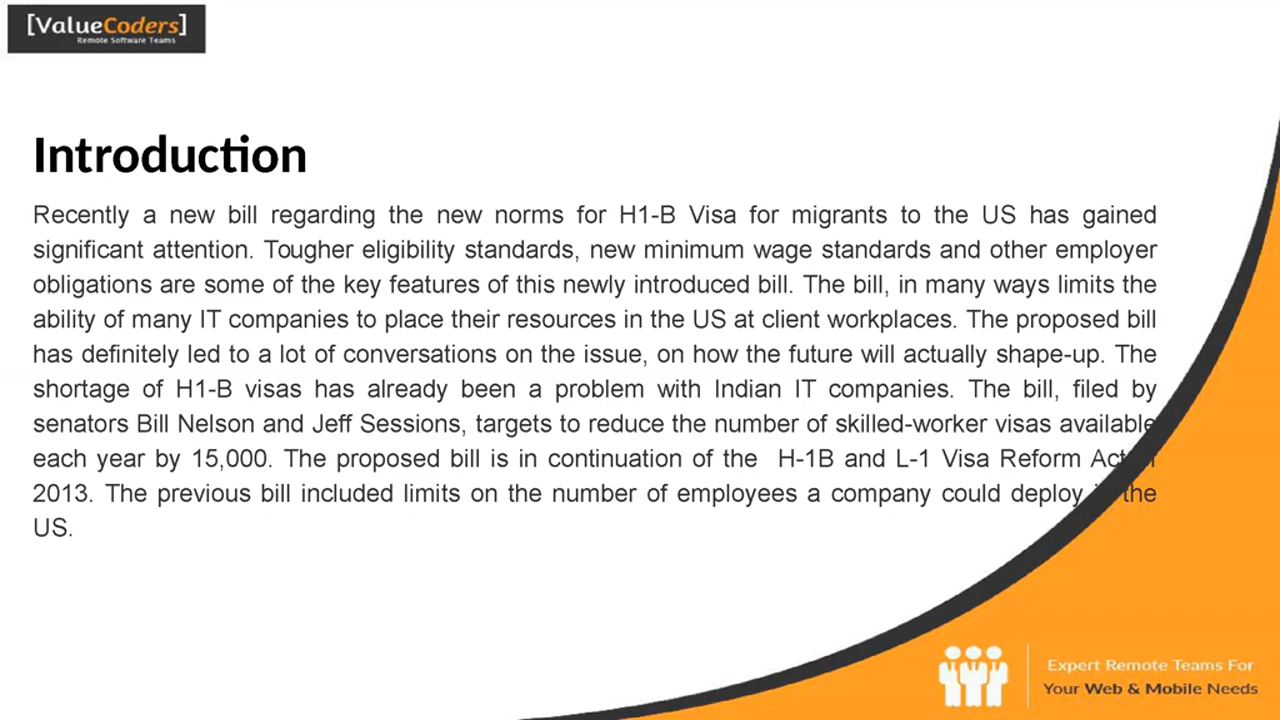 [ValueCoders]
Remote Software Teams
Introduction
Recently a new bill regarding the new norms for H1-B Visa for migrants to the US has gained
significant attention. Tougher eligibility standards, new minimum wage standards and other employer
obligations are some of the key features of this newly introduced bill. The bill, in many ways limits the
ability of many IT companies to place their resources in the US at client workplaces. The proposed bill
has definitely led to a lot of conversations on the issue, on how the future will actually shape-up. The
shortage of H1-B visas has already been a problem with Indian IT companies. The bill, filed by
senators Bill Nelson and Jeff Sessions, targets to reduce the number of skilled-worker visas available
each year by 15,000. The proposed bill is in continuation of the H-1B and L-1 Visa Reform Act
2013. The previous bill included limits on the number of employees a company could deploy the
US.
Expert Remote Teams For
Your Web & Mobile Needs